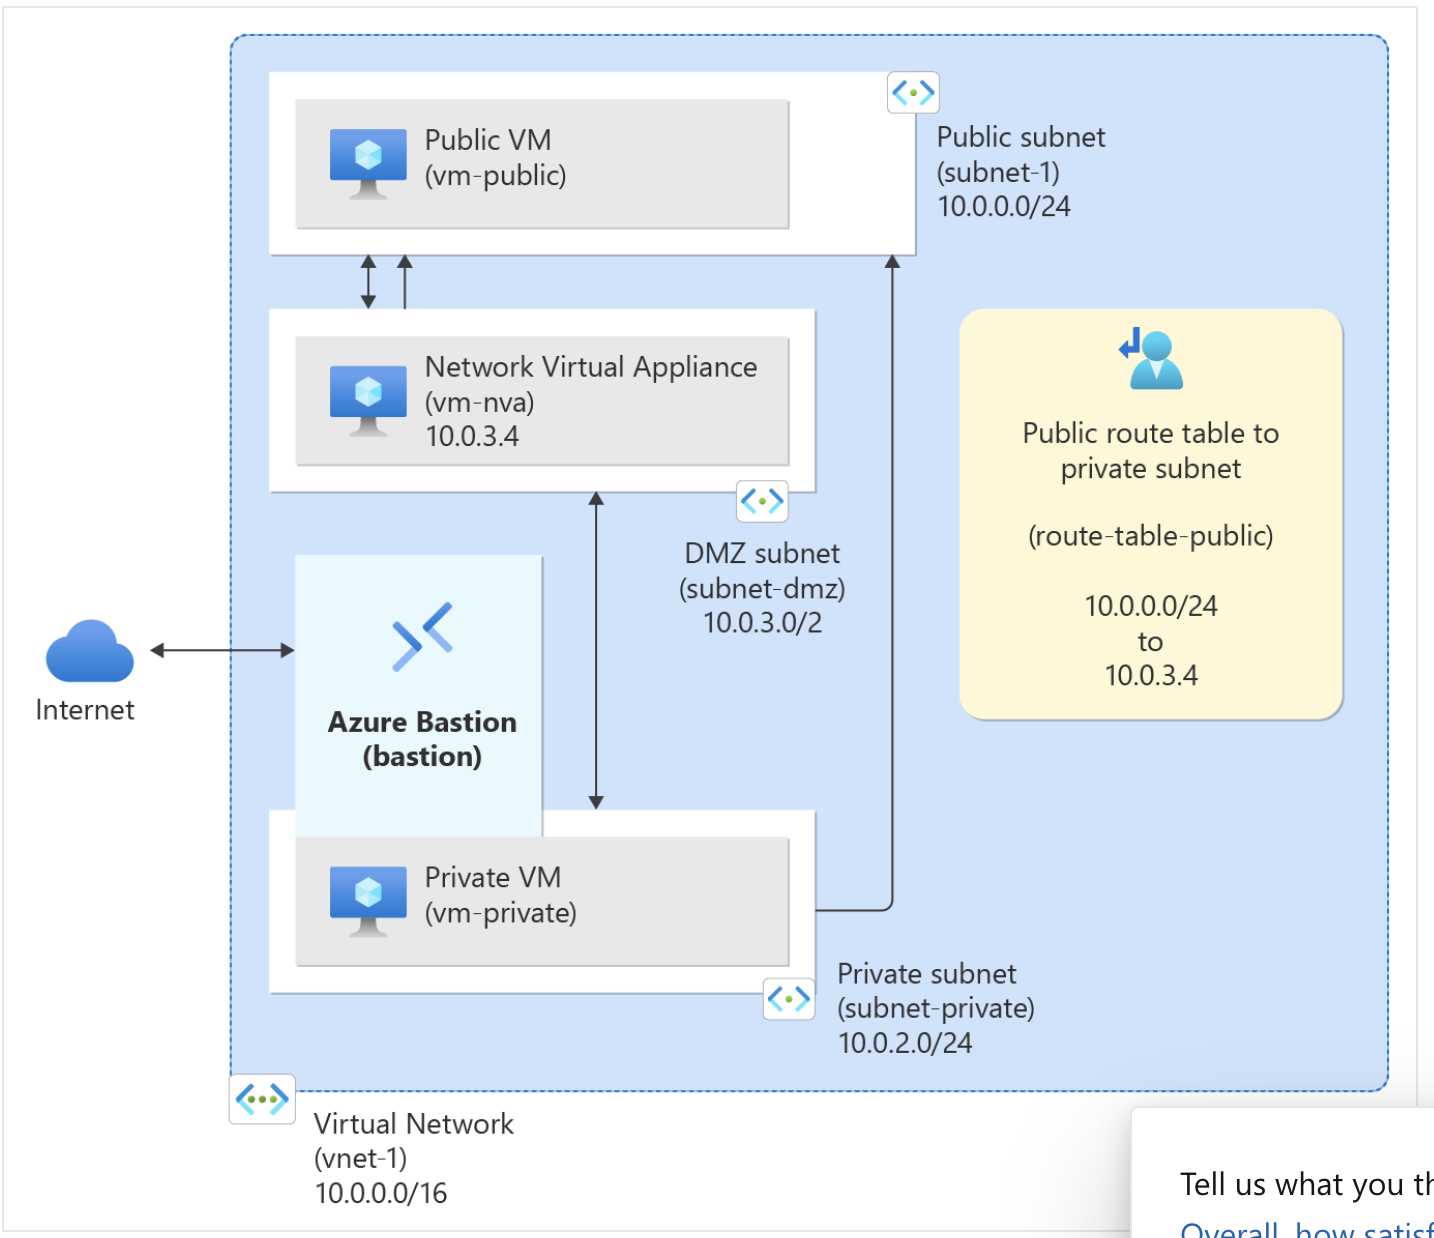 Public VM
(vm-public)
Public subnet
(subnet-1)
10.0.0.0/24
Network Virtual Appliance
(vm-nva)
10.0.3.4
DMZ subnet
(subnet-dmz)
10.0.3.0/2
Public route table to
private subnet
(route-table-public)
10.0.0.0/24
to
10.0.3.4
Internet
Azure Bastion
(bastion)
Private VM
(vm-private)
Private subnet
(subnet-private)
10.0.2.0/24
Virtual Network
(vnet-1)
10.0.0.0/16
Tell us what you th
Overall, how satisf